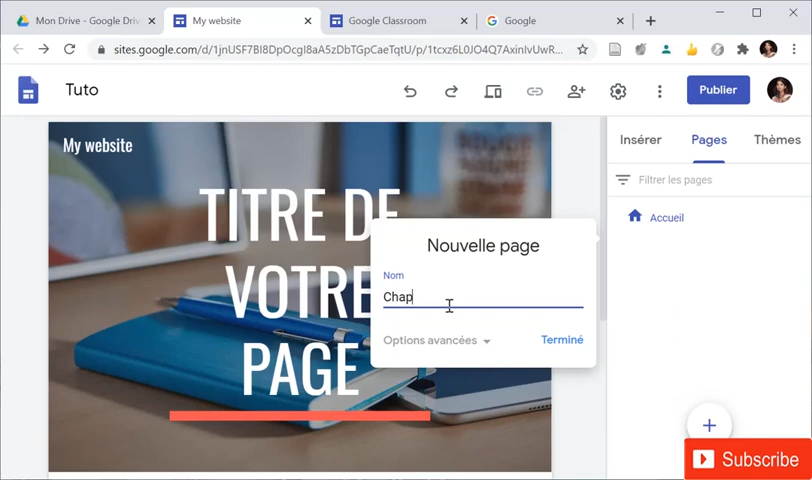 Mon Drive - Google Driv
My website
Google Classroom
Google
sites.google.com/d/1jnUSF7BI8DpOcgI8aA5zDbTGpCaeTqtU/p/1tcxz6L0JO4Q7AxinIvUwR...
Tuto
Publier
My website
Insérer
Pages
Thèmes
Filtrer les pages
Accueil
TITRE DE
VOTRE
PAGE
Nouvelle page
Nom
Chap
Options avancées
Terminé
Subscribe